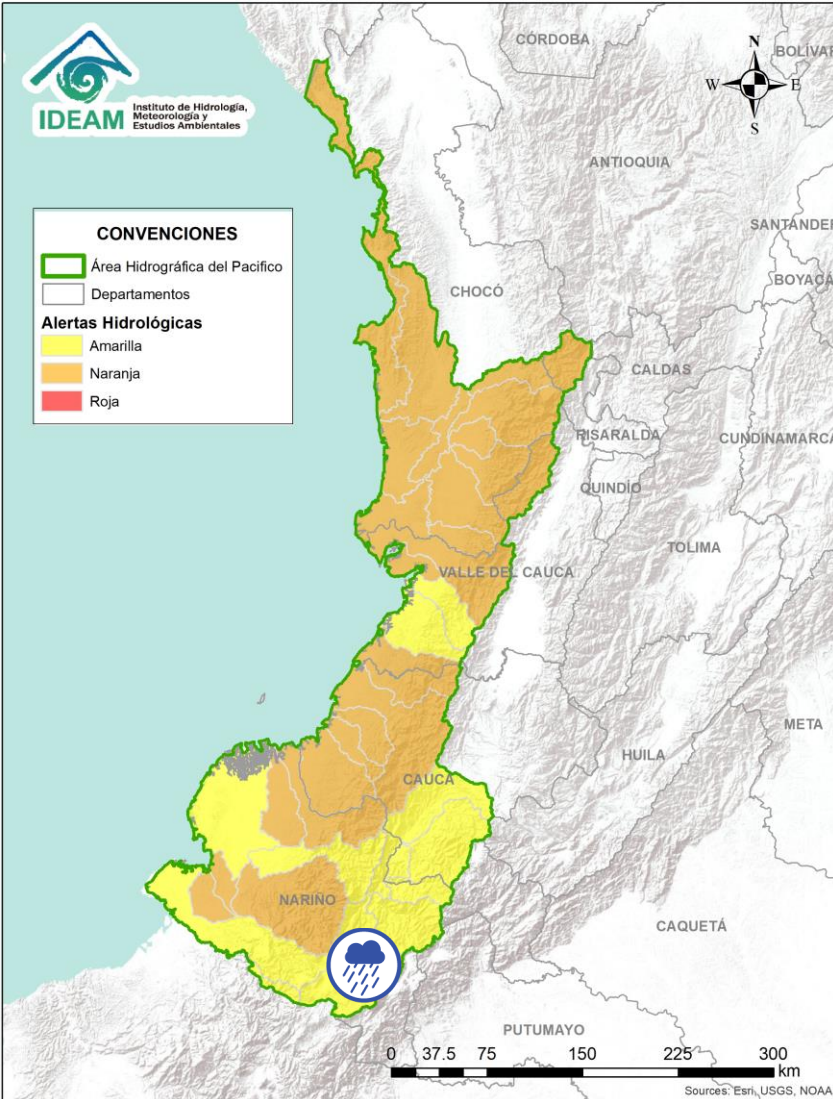 IDEAM
Instituto de Hidrología,
Meteorología y
Estudios Ambientales
N
W
E
S
CÓRDOBA
BOLÍVAR
ANTIOQUIA
SANTANDER
BOYACÁ
CHOCÓ
CONVENCIONES
Área Hidrográfica del Pacifico
Departamentos
Alertas Hidrológicas
Amarilla
Naranja
Roja
CALDAS
RISARALDA
CUNDINAMARCA
QUINDÍO
TOLIMA
VALLE DEL CAUCA
META
HUILA
CAUCA
NARIÑO
CAQUETÁ
PUTUMAYO
0 37.5 75 150 225 300
km
Sources: Esri, USGS, NOAA